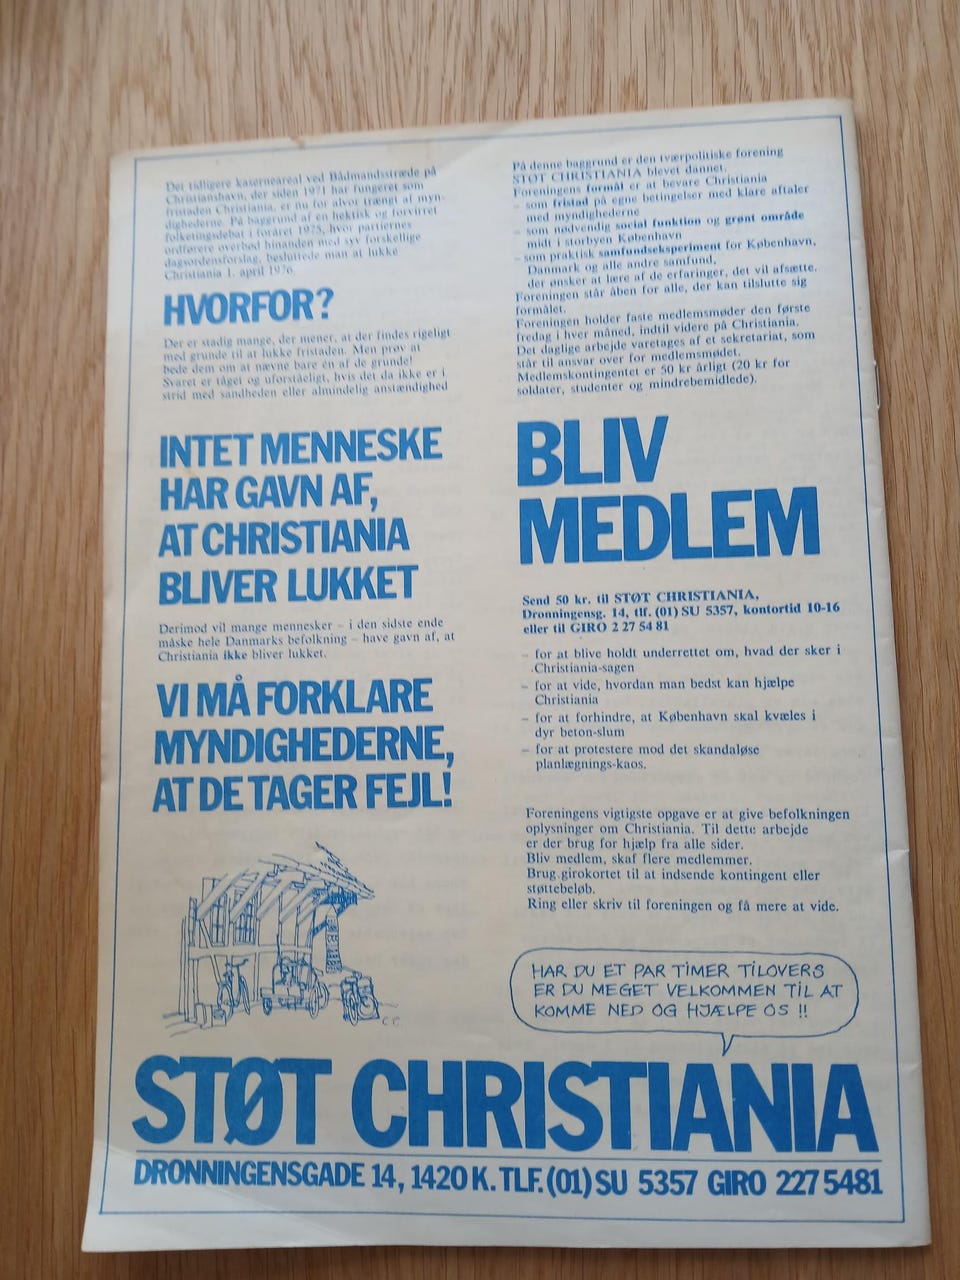 Det tidligere kaserneareal ved Bådmandsstræde på
Christianshavn, der siden 1971 har fungeret som
fristaden Christiania, er nu for alvor trængt af myn-
dighederne. På baggrund af en hektisk og forvirret
folketingsdebat i foråret 1975, hvor partiernes
ordførere overbød hinanden med syv forskellige
dagsordensforslag, besluttede man at lukke
Christiania 1. april 1976.
HVORFOR?
Der er stadig mange, der mener, at der findes rigeligt
med grunde til at lukke fristaden. Men prøv at
bede dem om at nævne bare én af de grunde!
Svaret er tåget og uforståeligt, hvis det da ikke er i
strid med sandheden eller almindelig anstændighed
INTET MENNESKE
HAR GAVN AF,
AT CHRISTIANIA
BLIVER LUKKET
Derimod vil mange mennesker – i den sidste ende
måske hele Danmarks befolkning – have gavn af, at
Christiania ikke bliver lukket.
VI MÅ FORKLARE
MYNDIGHEDERNE,
AT DE TAGER FEJL!
C.C.
På denne baggrund er den tværpolitiske forening
STØT CHRISTIANIA blevet dannet.
Foreningens formål er at bevare Christiania
– som fristad på egne betingelser med klare aftaler
med myndighederne
– som nødvendig social funktion og grønt område
midt i storbyen København
– som praktisk samfundseksperiment for København,
Danmark og alle andre samfund,
der ønsker at lære af de erfaringer, det vil afsætte.
Foreningen står åben for alle, der kan tilslutte sig
formålet.
Foreningen holder faste medlemsmøder den første
fredag i hver måned, indtil videre på Christiania.
Det daglige arbejde varetages af et sekretariat, som
står til ansvar over for medlemsmødet.
Medlemskontingentet er 50 kr årligt (20 kr for
soldater, studenter og mindrebemidlede).
BLIV
MEDLEM
Send 50 kr. til STØT CHRISTIANIA,
Dronningensg. 14, tlf. (01) SU 5357, kontortid 10-16
eller til GIRO 2 27 54 81
– for at blive holdt underrettet om, hvad der sker i
Christiania-sagen
– for at vide, hvordan man bedst kan hjælpe
Christiania
– for at forhindre, at København skal kvæles i
dyr beton-slum
– for at protestere mod det skandaløse
planlægnings-kaos.
Foreningens vigtigste opgave er at give befolkningen
oplysninger om Christiania. Til dette arbejde
er der brug for hjælp fra alle sider.
Bliv medlem, skaf flere medlemmer.
Brug girokortet til at indsende kontingent eller
støttebeløb.
Ring eller skriv til foreningen og få mere at vide.
HAR DU ET PAR TIMER TILOVERS
ER DU MEGET VELKOMMEN TIL AT
KOMME NED OG HJÆLPE OS !!
STØT CHRISTIANIA
DRONNINGENSGADE 14, 1420 K. TLF. (01) SU 5357 GIRO 227 5481